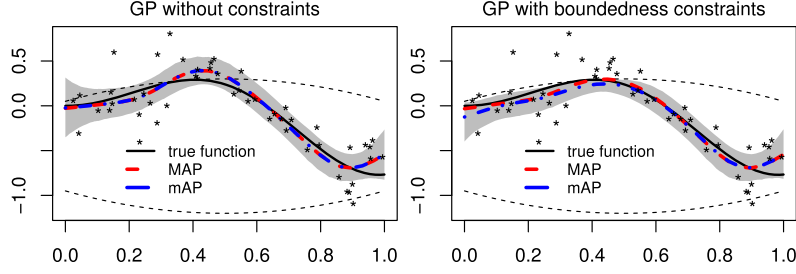 GP without constraints
GP with boundedness constraints
0.5
0.0
−1.0
true function
MAP
mAP
0.0 0.2 0.4 0.6 0.8 1.0
0.5
0.0
−1.0
true function
MAP
mAP
0.0 0.2 0.4 0.6 0.8 1.0